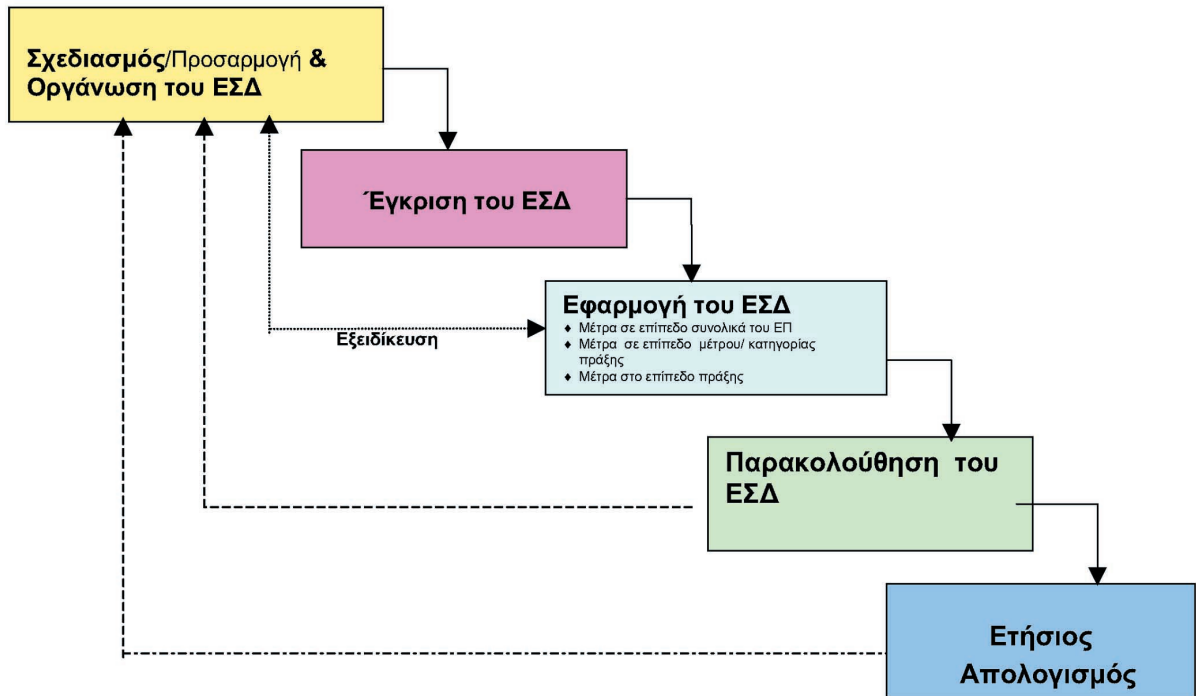 Σχεδιασμός/Προσαρμογή &
Οργάνωση του ΕΣΔ
Έγκριση του ΕΣΔ
Εφαρμογή του ΕΣΔ
♦ Μέτρα σε επίπεδο συνολικά του ΕΠ
♦ Μέτρα σε επίπεδο μέτρου/ κατηγορίας
πράξης
♦ Μέτρα στο επίπεδο πράξης
Εξειδίκευση
Παρακολούθηση του
ΕΣΔ
Ετήσιος
Απολογισμός